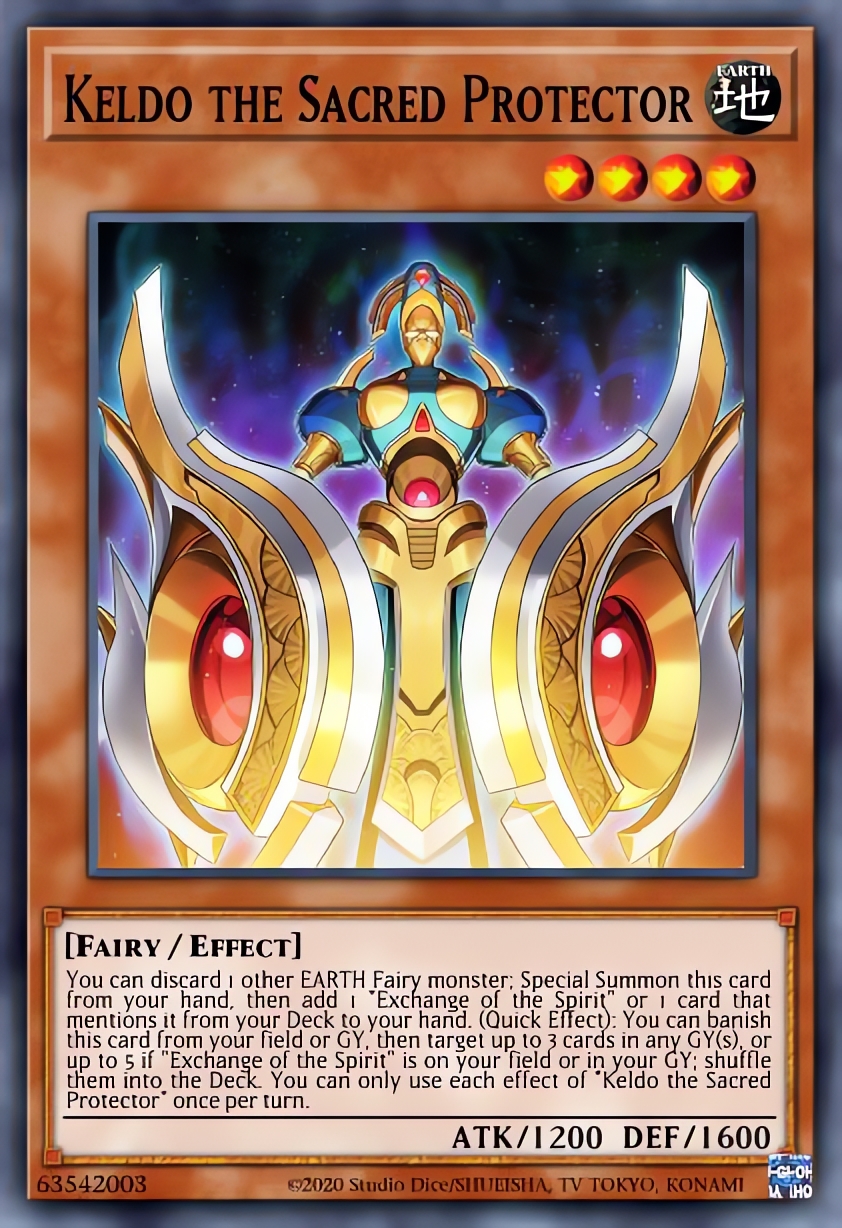 KELDO THE SACRED PROTECTOR
EARTH
地
[FAIRY / EFFECT]
You can discard 1 other EARTH Fairy monster; Special Summon this card
from your hand, then add 1 "Exchange of the Spirit" or 1 card that
mentions it from your Deck to your hand. (Quick Effect): You can banish
this card from your field or GY, then target up to 3 cards in any GY(s), or
up to 5 if "Exchange of the Spirit" is on your field or in your GY; shuffle
them into the Deck. You can only use each effect of "Keldo the Sacred
Protector" once per turn.
ATK/1200 DEF/1600
63542003
©2020 Studio Dice/SHUEISHA, TV TOKYO, KONAMI